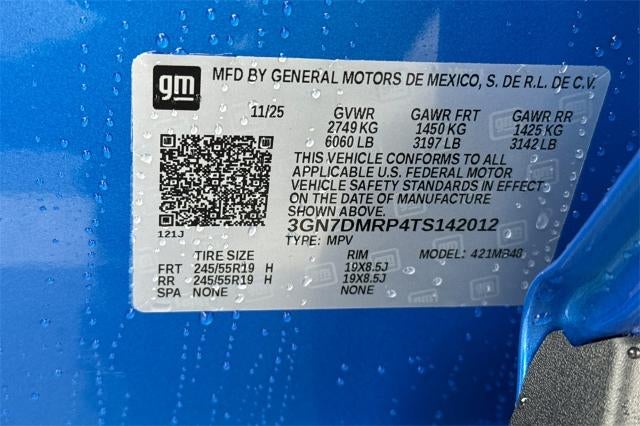 gm MFD BY GENERAL MOTORS DE MEXICO, S. DE R.L. DE C.V.
11/25 GVWR GAWR FRT GAWR RR
2749 KG 1450 KG 1425 KG
6060 LB 3197 LB 3142 LB
THIS VEHICLE CONFORMS TO ALL
APPLICABLE U.S. FEDERAL MOTOR
VEHICLE SAFETY STANDARDS IN EFFECT
ON THE DATE OF MANUFACTURE
SHOWN ABOVE.
3GN7DMRP4TS142012
121J TYPE: MPV MODEL: 421MB48
TIRE SIZE RIM
FRT 245/55R19 H 19X8.5J
RR 245/55R19 H 19X8.5J
SPA NONE NONE